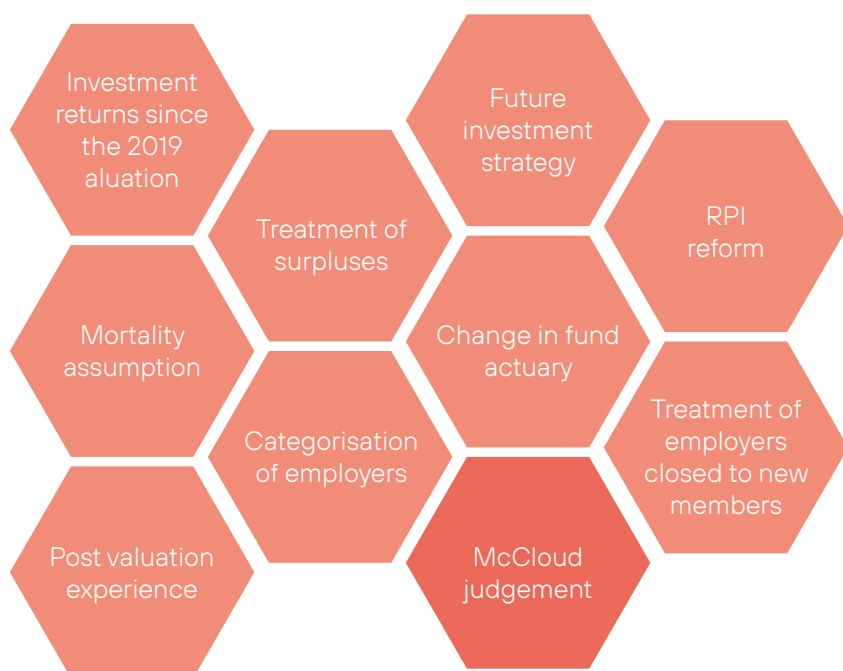 Investment
returns since
the 2019
aluation
Future
investment
strategy
Treatment of
surpluses
RPI
reform
Mortality
assumption
Change in fund
actuary
Categorisation
of employers
Treatment of
employers
closed to new
members
Post valuation
experience
McCloud
judgement